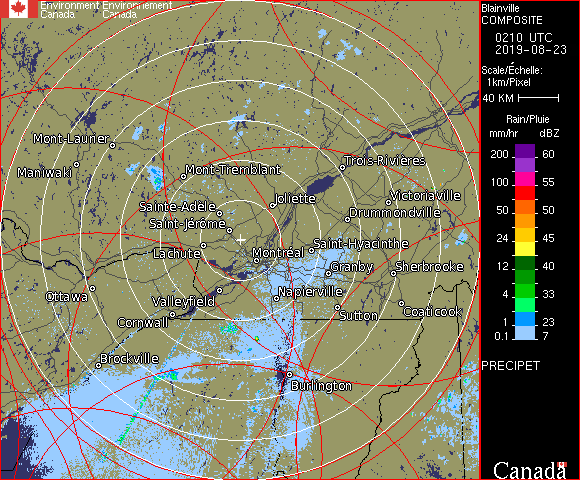 Environment Environnement
Canada Canada
Blainville
COMPOSITE
0210 UTC
2019-08-23
Scale/Échelle:
1km/Pixel
40 KM
Rain/Pluie
mm/hr dBZ
200 60
100 55
50 50
24 45
12 40
4 33
1 23
0.1 7
PRECIPET
Canada
Mont-Laurier
Maniwaki
Mont-Tremblant
Trois-Rivières
Sainte-Adele
Joliette
Victoriaville
Saint-Jérôme
Drummondville
Lachute
Montréal
Saint-Hyacinthe
Granby
Sherbrooke
Ottawa
Valleyfield
Napierville
Cornwall
Sutton
Coaticook
Brockville
Burlington